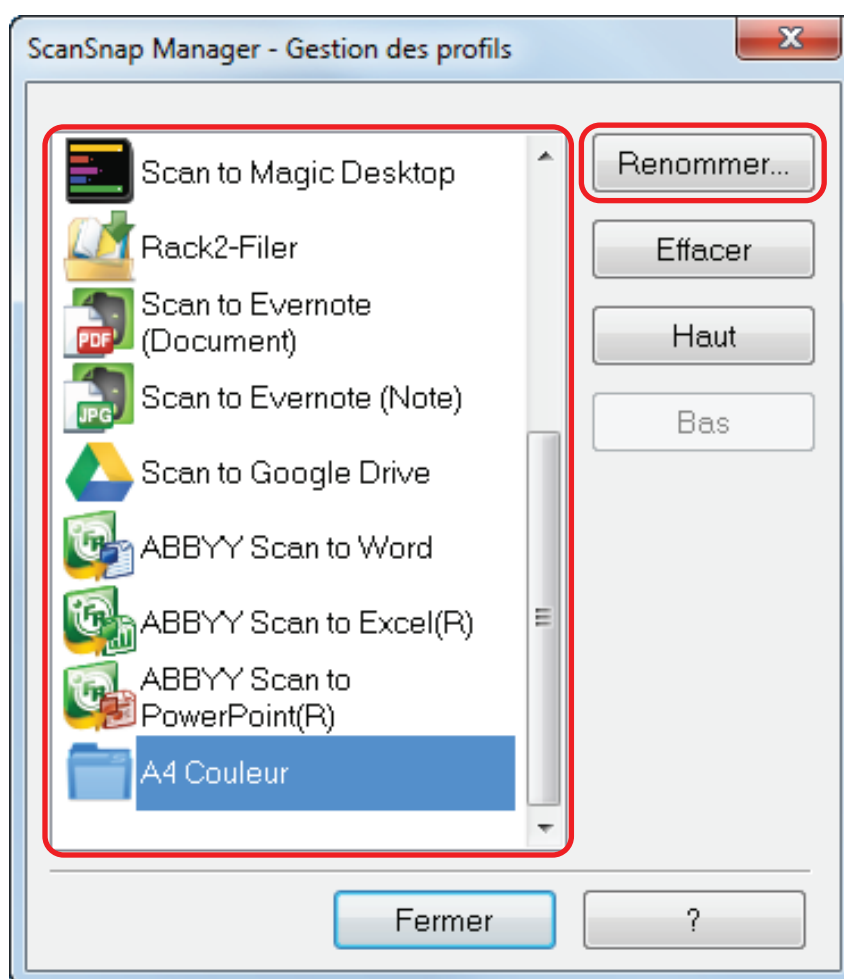 ScanSnap Manager - Gestion des profils
Scan to Magic Desktop
Rack2-Filer
Scan to Evernote
(Document)
PDF
Scan to Evernote (Note)
JPG
Scan to Google Drive
ABBYY Scan to Word
ABBYY Scan to Excel(R)
ABBYY Scan to
PowerPoint(R)
A4 Couleur
Renommer...
Effacer
Haut
Bas
Fermer
?